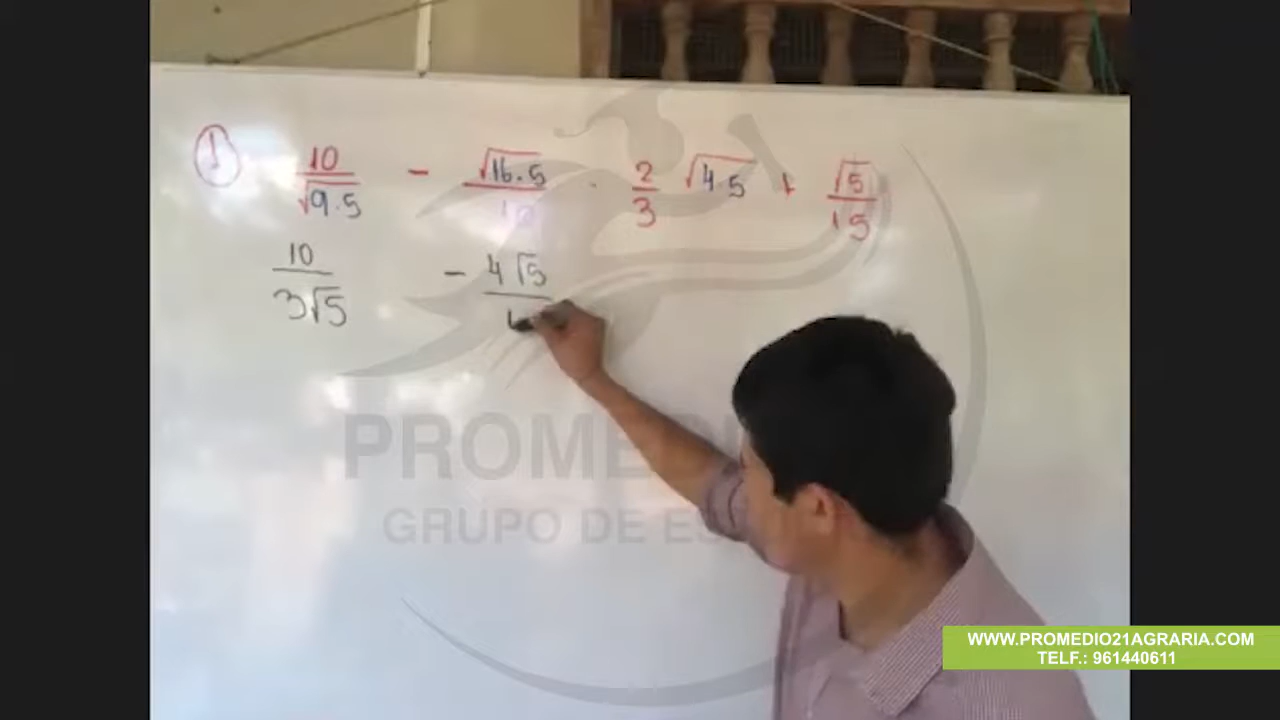 1 10/√9.5 - √16.5/10 . 2/3 √4.5 + √5/15
10/3√5 - 4√5/
PROME
GRUPO DE ES
WWW.PROMEDIO21AGRARIA.COM
TELF.: 961440611